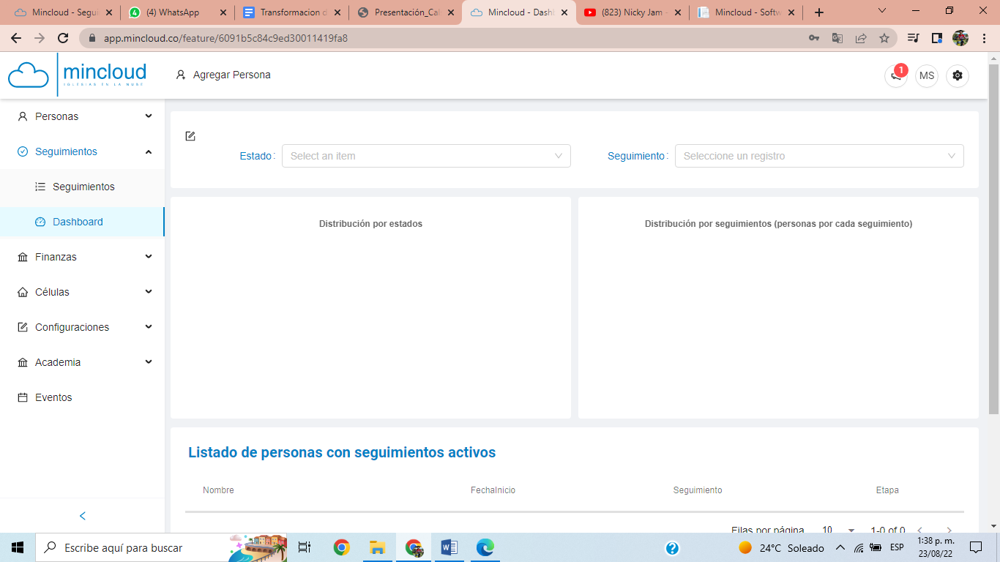 Mincloud - Segui
(4) WhatsApp
Transformacion d
Presentación_Cal
Mincloud - Dashb
(823) Nicky Jam -
Mincloud - Softw
app.mincloud.co/feature/6091b5c84c9ed30011419fa8
mincloud
IGLESIAS EN LA NUBE
Agregar Persona
1
MS
Personas
Seguimientos
Seguimientos
Dashboard
Finanzas
Células
Configuraciones
Academia
Eventos
Estado:
Select an item
Seguimiento:
Seleccione un registro
Distribución por estados
Distribución por seguimientos (personas por cada seguimiento)
Listado de personas con seguimientos activos
Nombre
FechaInicio
Seguimiento
Etapa
Filas por página
10
1-0 of 0
Escribe aquí para buscar
24°C Soleado
ESP
1:38 p. m.
23/08/22